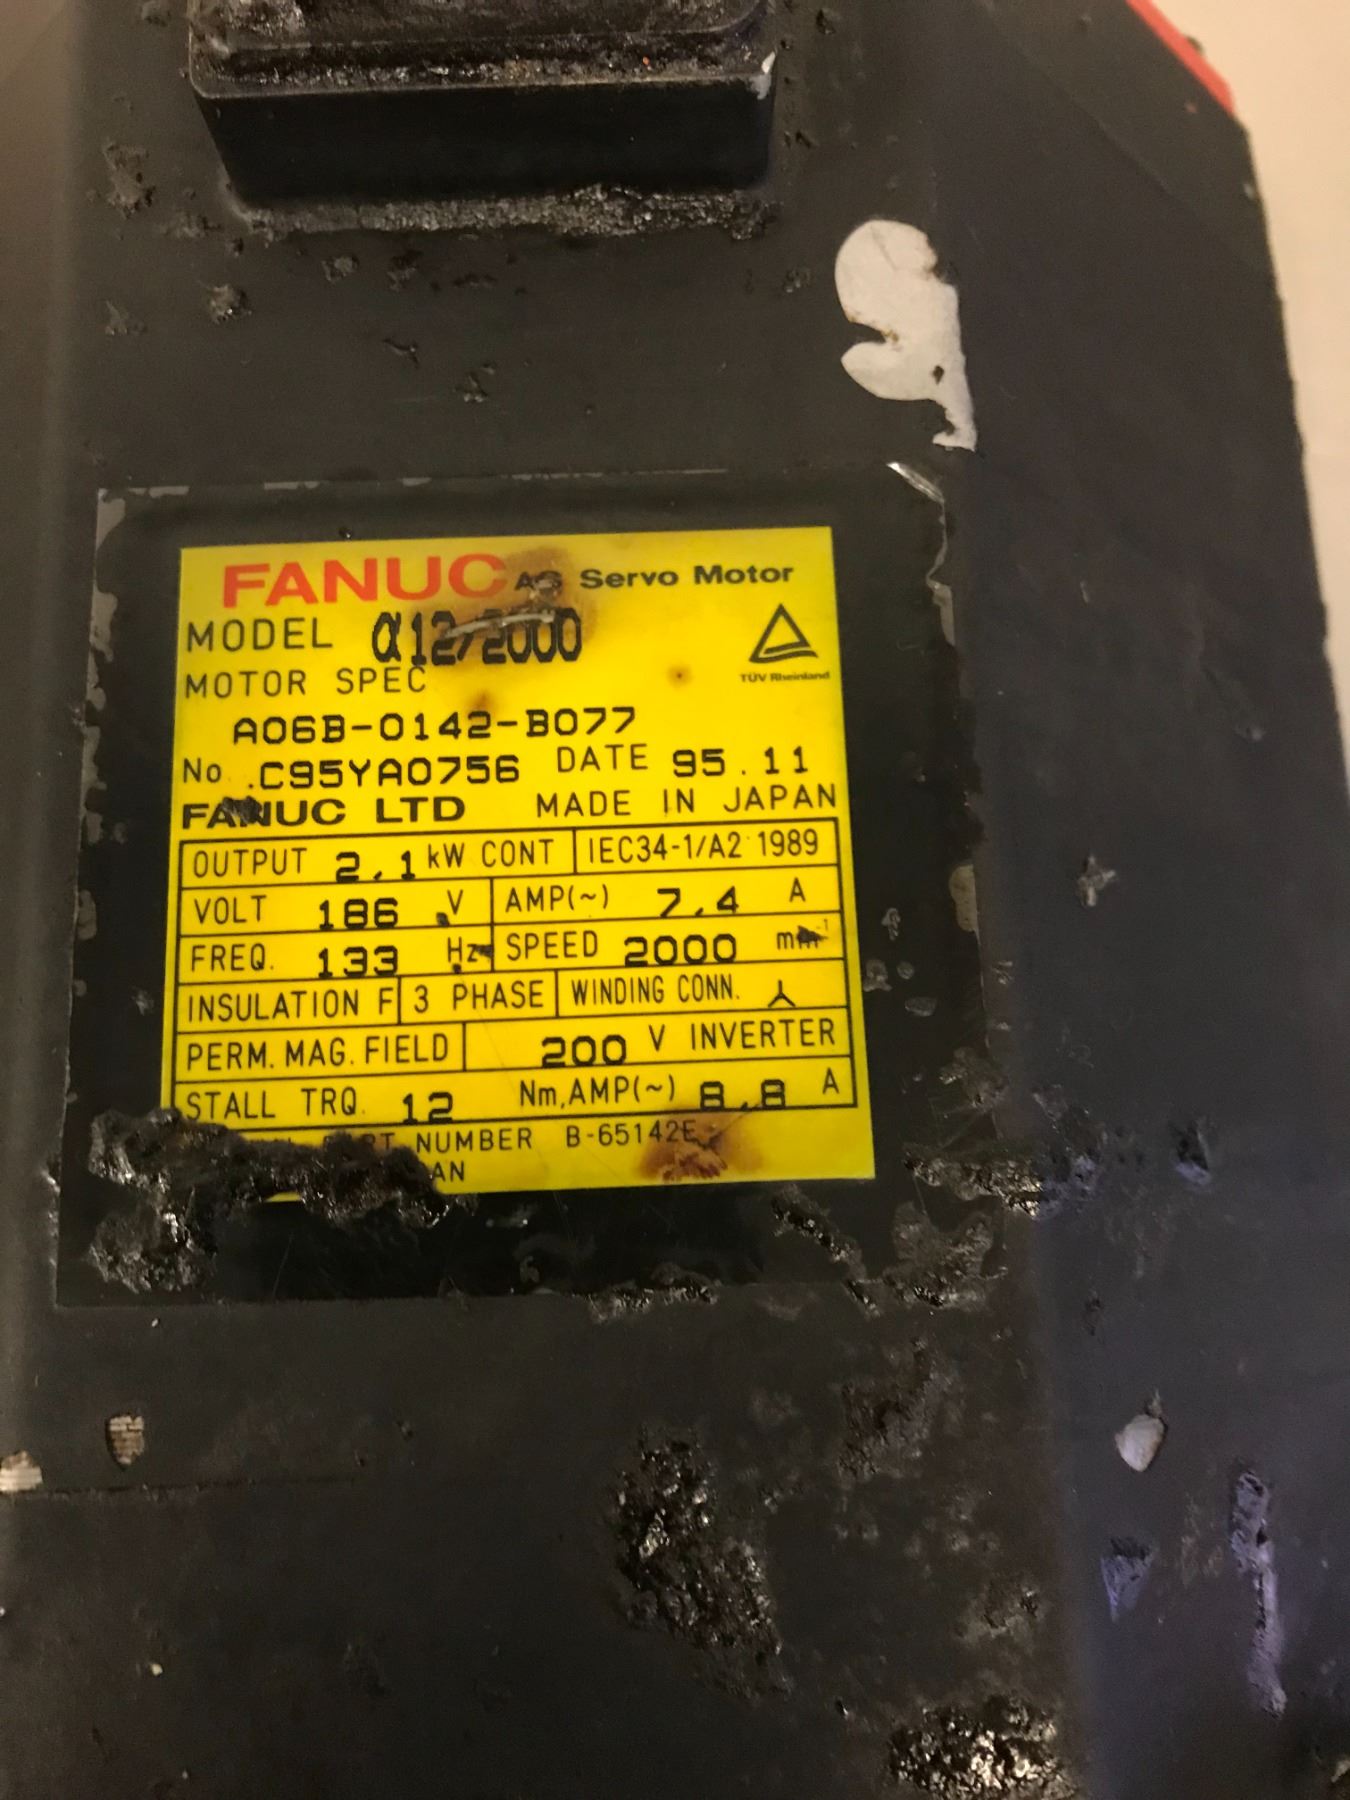 FANUC AC Servo Motor
MODEL α12/2000
TÜV Rheinland
MOTOR SPEC
A06B-0142-B077
No. C95YA0756 DATE 95.11
FANUC LTD MADE IN JAPAN
OUTPUT 2.1 kW CONT IEC34-1/A2 1989
VOLT 186 V AMP(~) 7.4 A
FREQ. 133 Hz SPEED 2000
INSULATION F 3 PHASE WINDING CONN.
PERM. MAG. FIELD 200 V INVERTER
STALL TRQ. 12 Nm, AMP(~) 8.8 A
NUMBER B-65142E